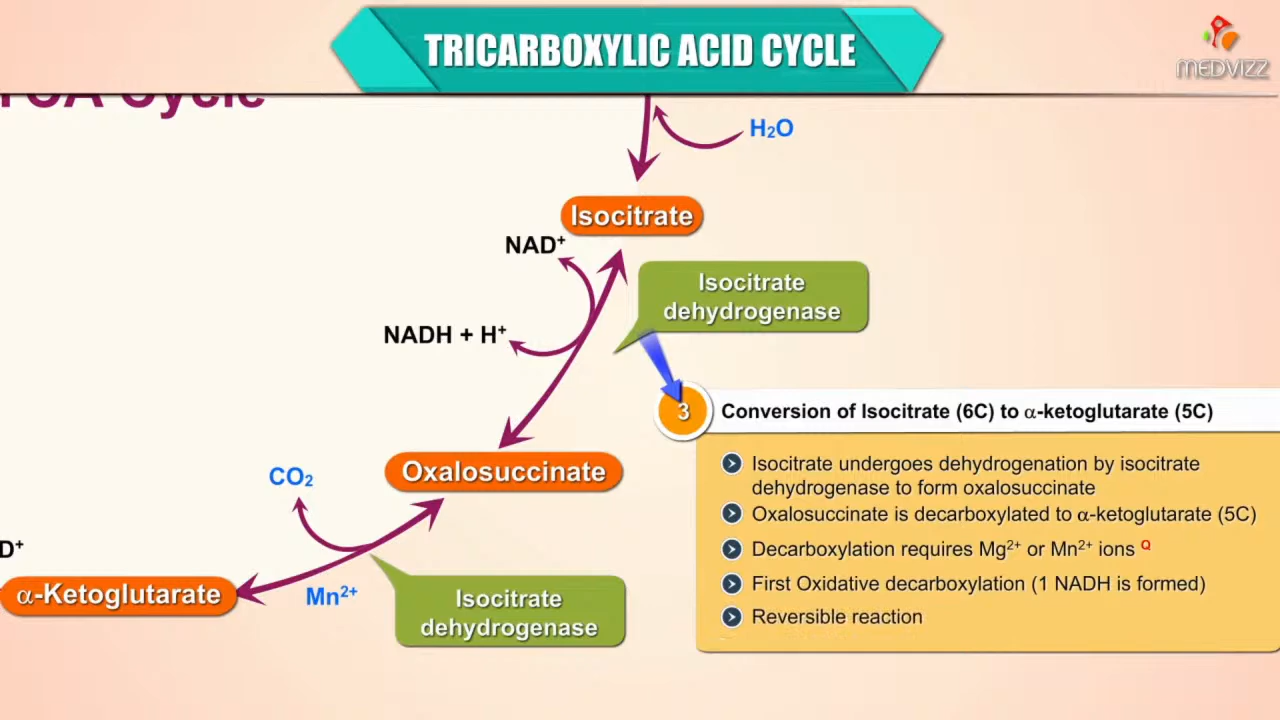 TRICARBOXYLIC ACID CYCLE
MEDVIZZ
TCA Cycle
H₂O
Isocitrate
NAD⁺
Isocitrate
dehydrogenase
NADH + H⁺
3
Conversion of Isocitrate (6C) to α-ketoglutarate (5C)
Isocitrate undergoes dehydrogenation by isocitrate
dehydrogenase to form oxalosuccinate
Oxalosuccinate is decarboxylated to α-ketoglutarate (5C)
Decarboxylation requires Mg²⁺ or Mn²⁺ ions Q
First Oxidative decarboxylation (1 NADH is formed)
Reversible reaction
Oxalosuccinate
CO₂
D⁺
α-Ketoglutarate
Mn²⁺
Isocitrate
dehydrogenase